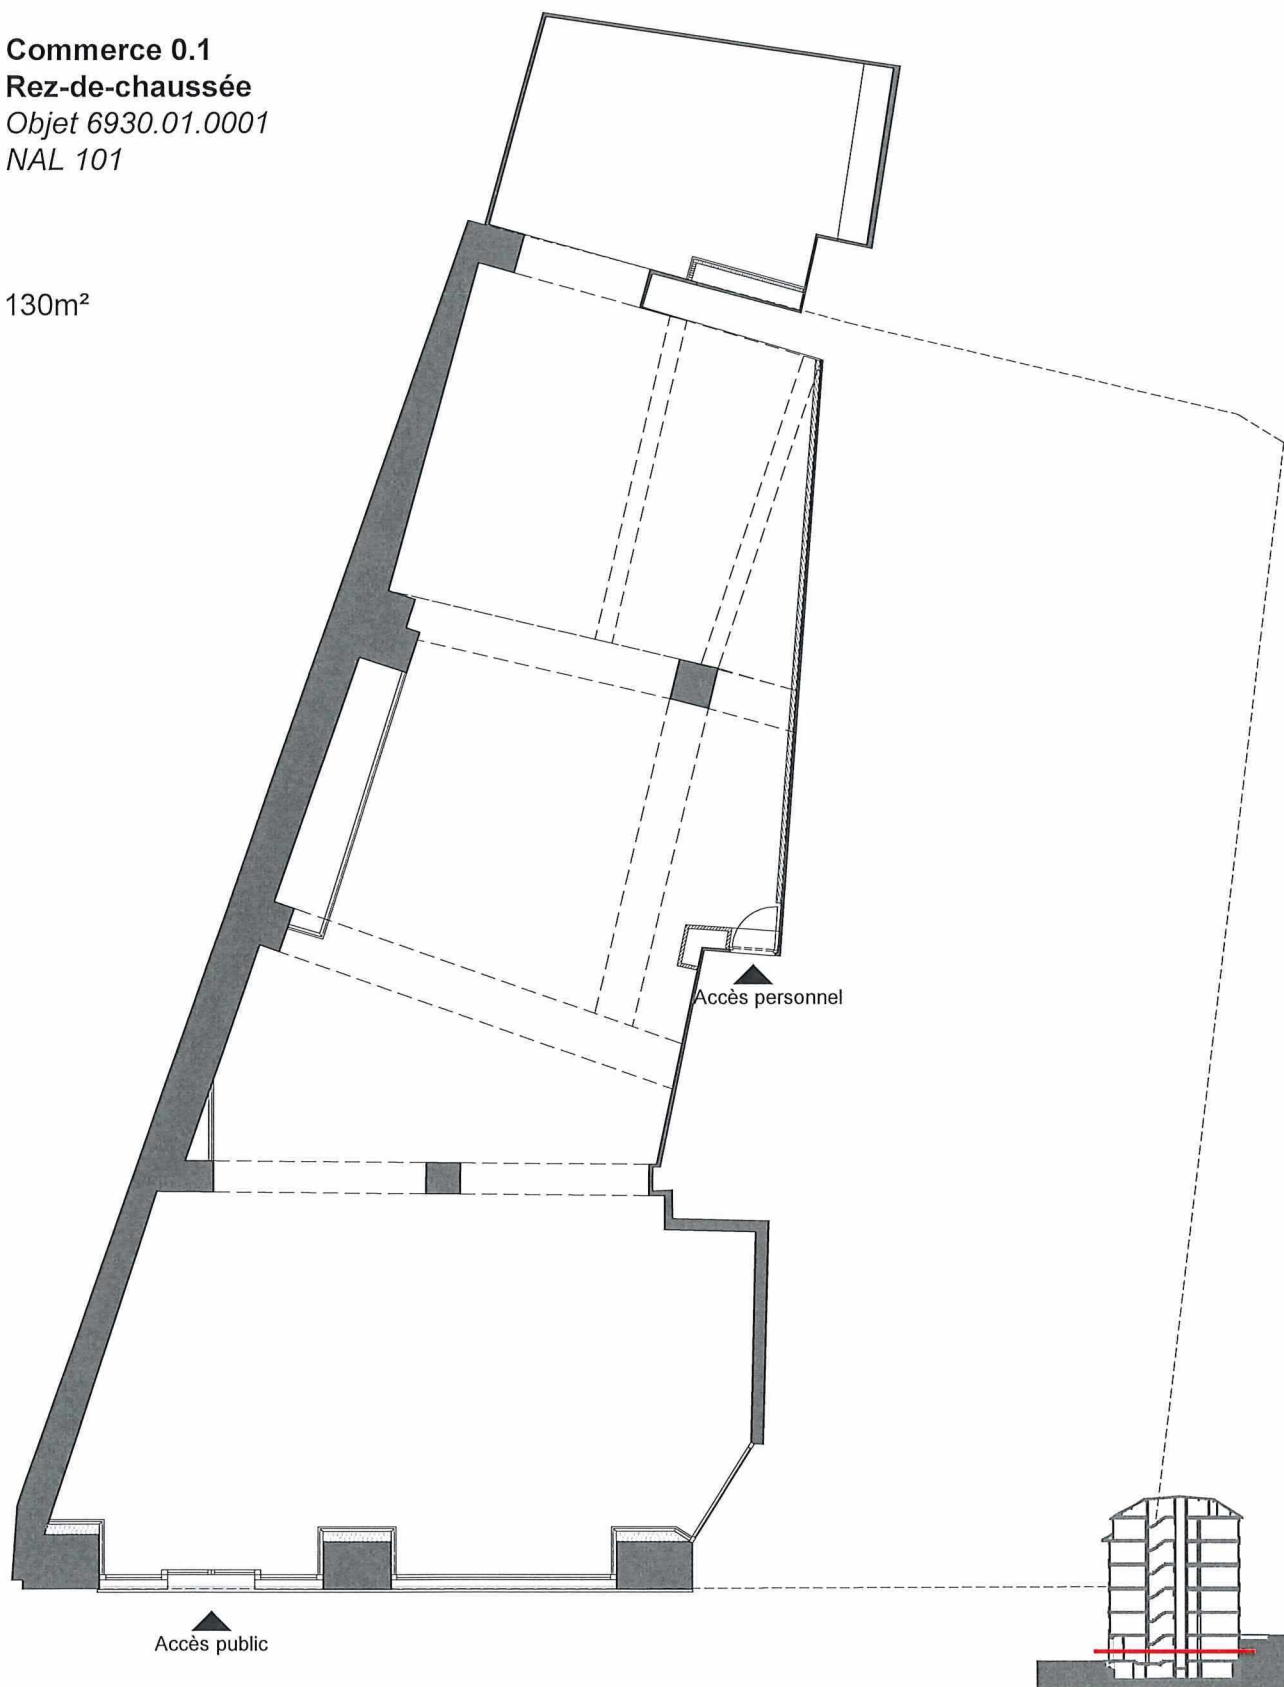 Commerce 0.1
Rez-de-chaussée
Objet 6930.01.0001
NAL 101
130m²
Accès personnel
Accès public